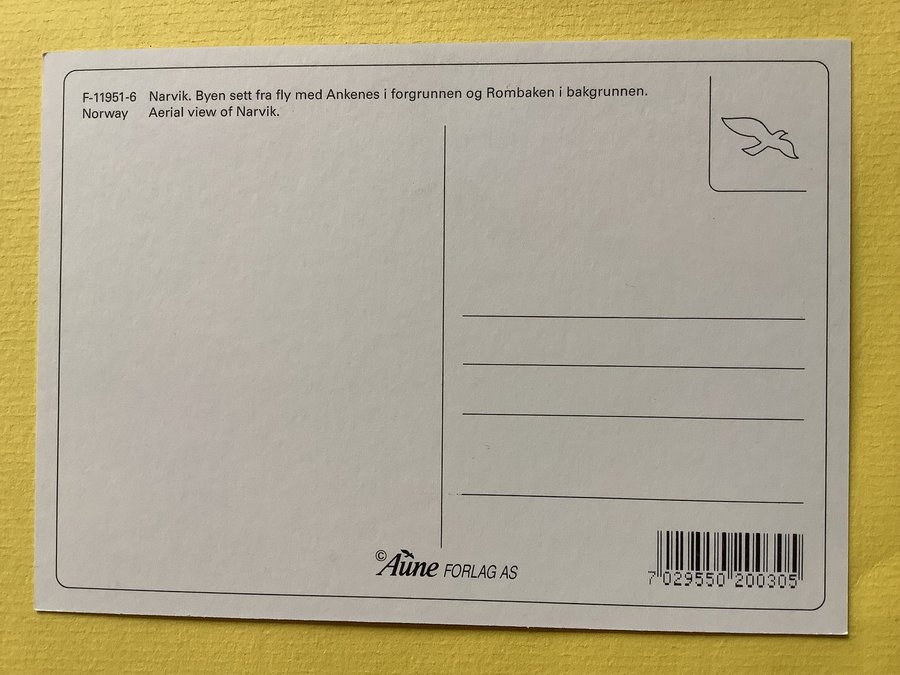 F-11951-6 Narvik. Byen sett fra fly med Ankenes i forgrunnen og Rombaken i bakgrunnen.
Norway Aerial view of Narvik.
© Aune FORLAG AS
7 029550 200305